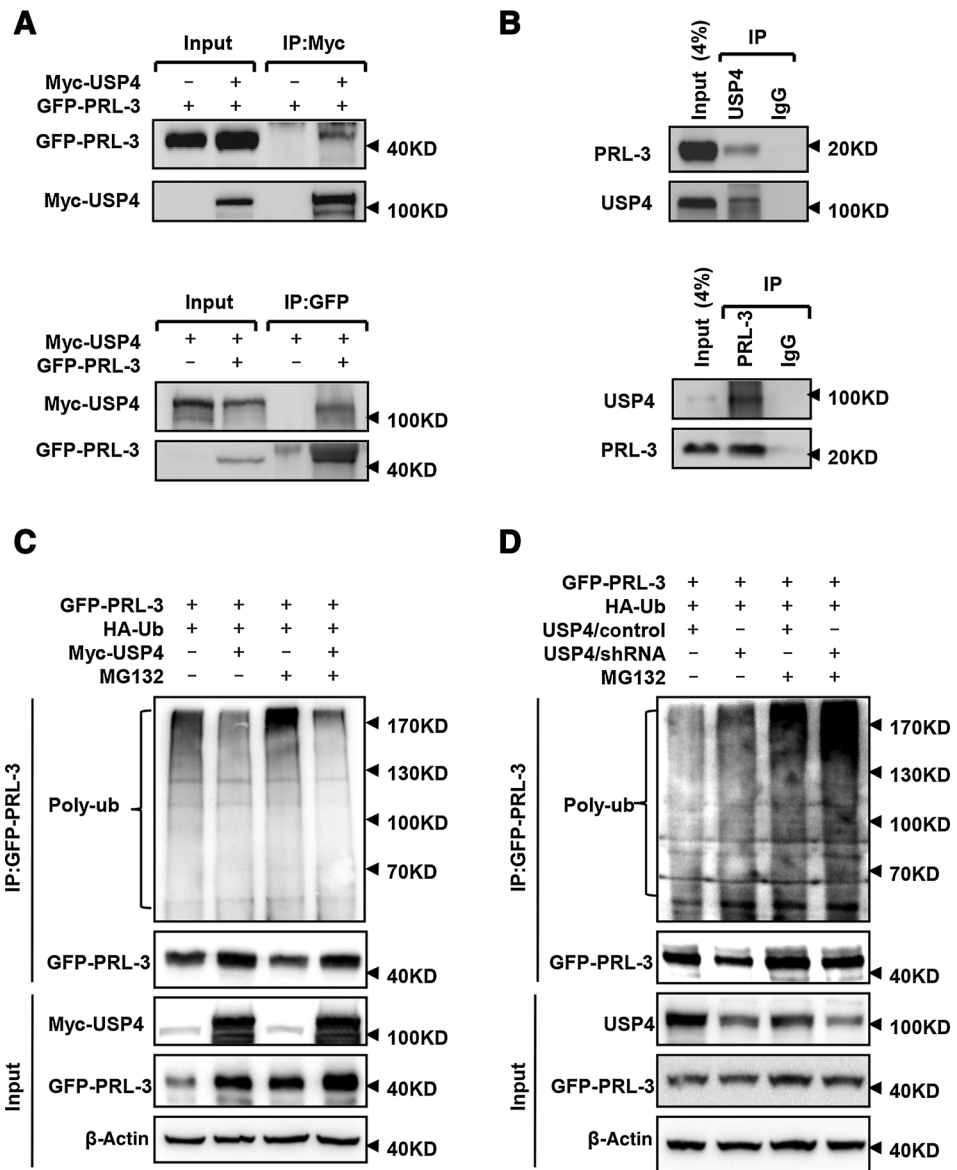 A
Input IP:Myc
Myc-USP4 − + − +
GFP-PRL-3 + + + +
GFP-PRL-3 40KD
Myc-USP4 100KD
Input IP:GFP
Myc-USP4 + + + +
GFP-PRL-3 − + − +
Myc-USP4 100KD
GFP-PRL-3 40KD
B
IP
Input (4%) USP4 IgG
PRL-3 20KD
USP4 100KD
IP
Input (4%) PRL-3 IgG
USP4 100KD
PRL-3 20KD
C
GFP-PRL-3 + + + +
HA-Ub + + + +
Myc-USP4 − + − +
MG132 − − + +
IP:GFP-PRL-3
Poly-ub
170KD
130KD
100KD
70KD
GFP-PRL-3 40KD
Input
Myc-USP4 100KD
GFP-PRL-3 40KD
β-Actin 40KD
D
GFP-PRL-3 + + + +
HA-Ub + + + +
USP4/control + − + −
USP4/shRNA − + − +
MG132 − − + +
IP:GFP-PRL-3
Poly-ub
170KD
130KD
100KD
70KD
GFP-PRL-3 40KD
Input
USP4 100KD
GFP-PRL-3 40KD
β-Actin 40KD